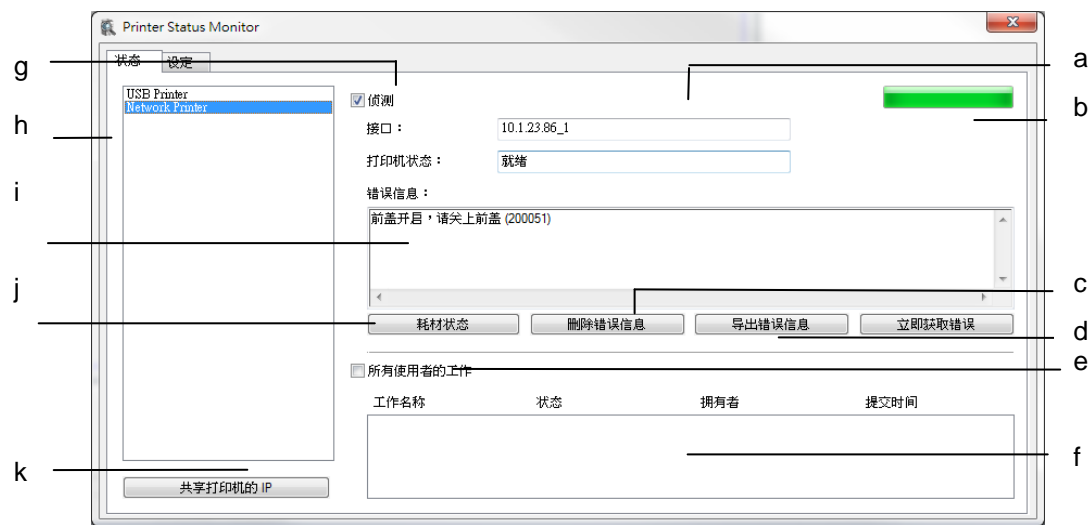 Printer Status Monitor
状态 设定
g
a
USB Printer
Network Printer
侦测
b
h
接口： 10.1.23.86_1
打印机状态： 就绪
i
错误信息：
前盖开启，请关上前盖 (200051)
j
c
耗材状态 删除错误信息 导出错误信息 立即获取错误
d
所有使用者的工作
e
工作名称 状态 拥有者 提交时间
f
k
共享打印机的 IP